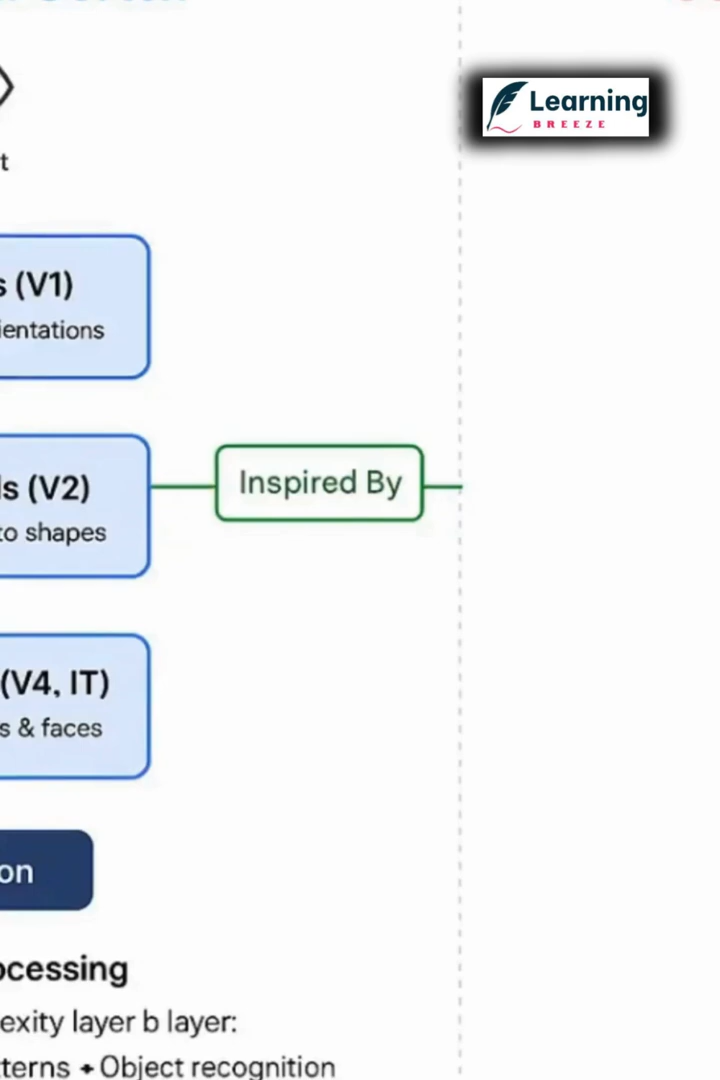 Learning
BREEZE
t
s (V1)
ientations
ls (V2)
to shapes
Inspired By
(V4, IT)
s & faces
on
ocessing
exity layer b layer:
tterns → Object recognition